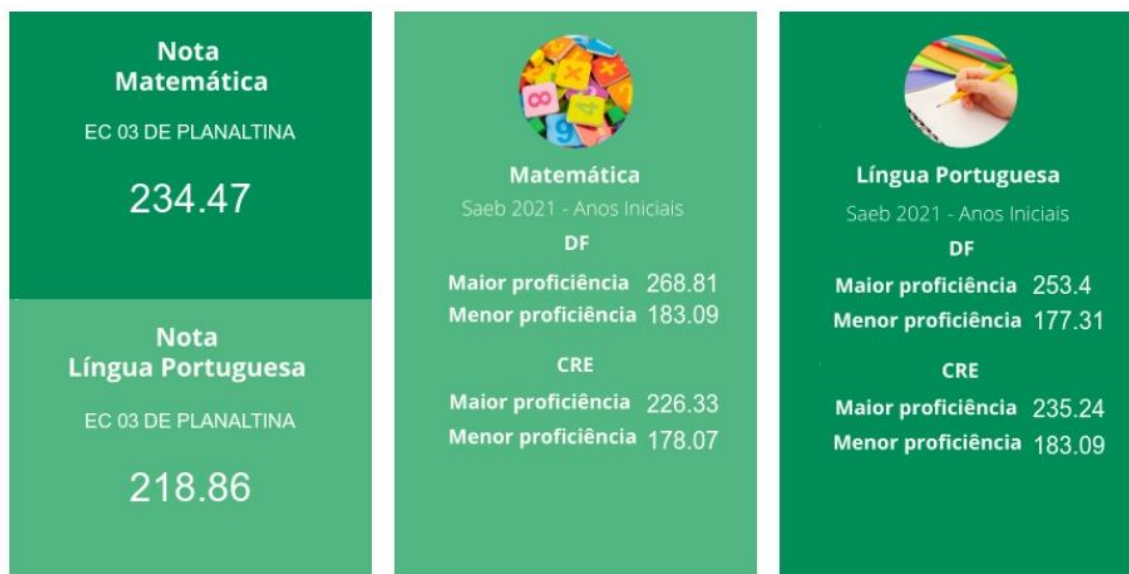 Nota
Matemática
EC 03 DE PLANALTINA
234.47
Nota
Língua Portuguesa
EC 03 DE PLANALTINA
218.86
Matemática
Saeb 2021 - Anos Iniciais
DF
Maior proficiência 268.81
Menor proficiência 183.09
CRE
Maior proficiência 226.33
Menor proficiência 178.07
Língua Portuguesa
Saeb 2021 - Anos Iniciais
DF
Maior proficiência 253.4
Menor proficiência 177.31
CRE
Maior proficiência 235.24
Menor proficiência 183.09